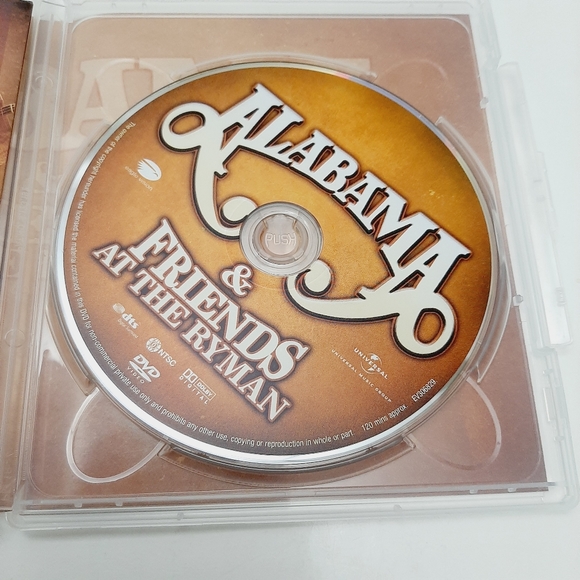 ALABAMA
&
FRIENDS
AT THE RYMAN
PUSH
dts
NTSC
DVD
VIDEO
DOLBY
DIGITAL
UNIVERSAL
UNIVERSAL MUSIC GROUP
120 mins approx
EV306829
The owner of the copyright hereunder has licensed the material contained in this DVD for non-commercial private use only and prohibits any other use, copying or reproduction in whole or part